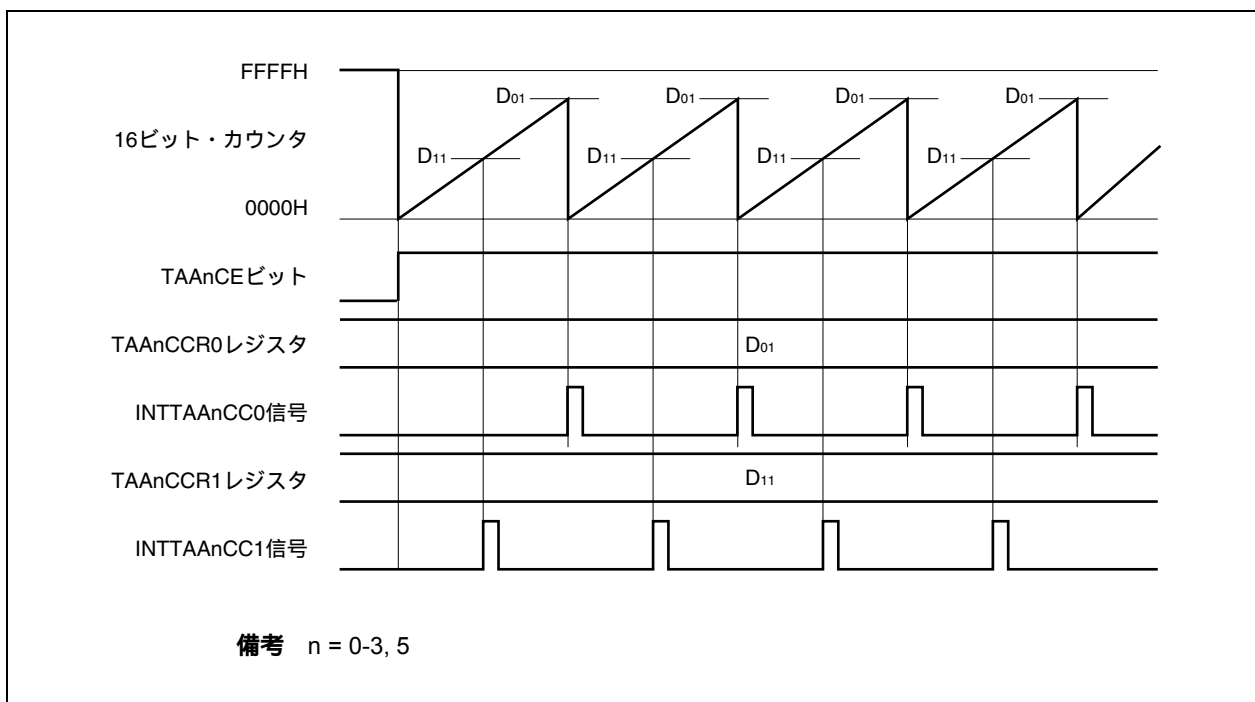 FFFFH
D01 D01 D01 D01
16ビット・カウンタ
D11 D11 D11 D11
0000H
TAAnCEビット
TAAnCCR0レジスタ D01
INTTAAnCC0信号
TAAnCCR1レジスタ D11
INTTAAnCC1信号
備考 n = 0-3, 5